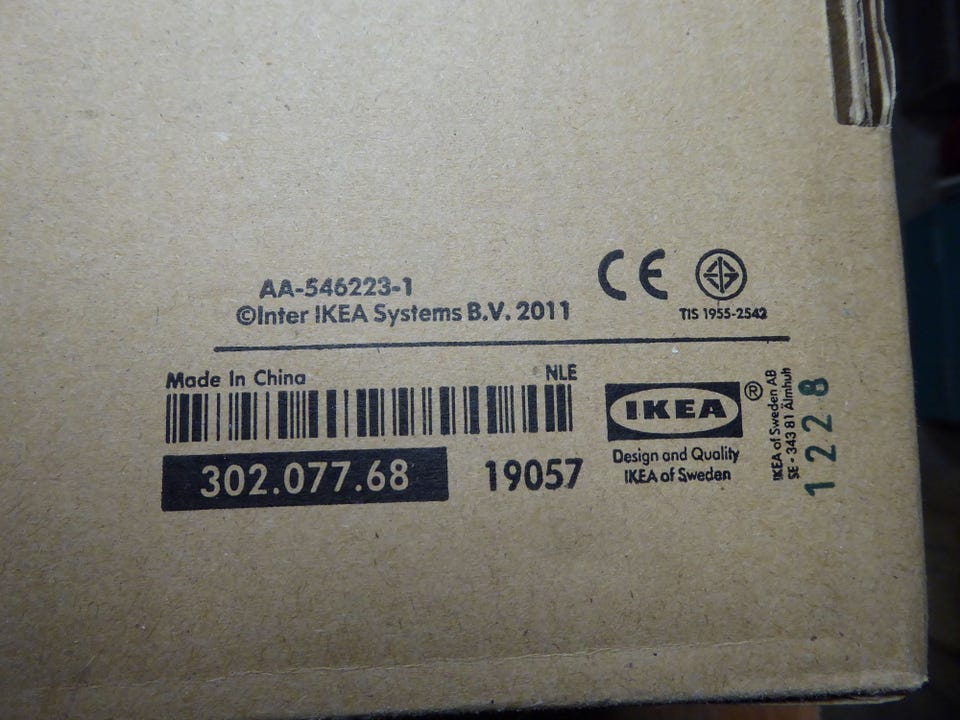 AA-546223-1
©Inter IKEA Systems B.V. 2011
CE
TIS 1955-2542
Made In China
NLE
302.077.68
19057
IKEA®
Design and Quality
IKEA of Sweden
IKEA of Sweden AB
SE - 343 81 Älmhult
1228